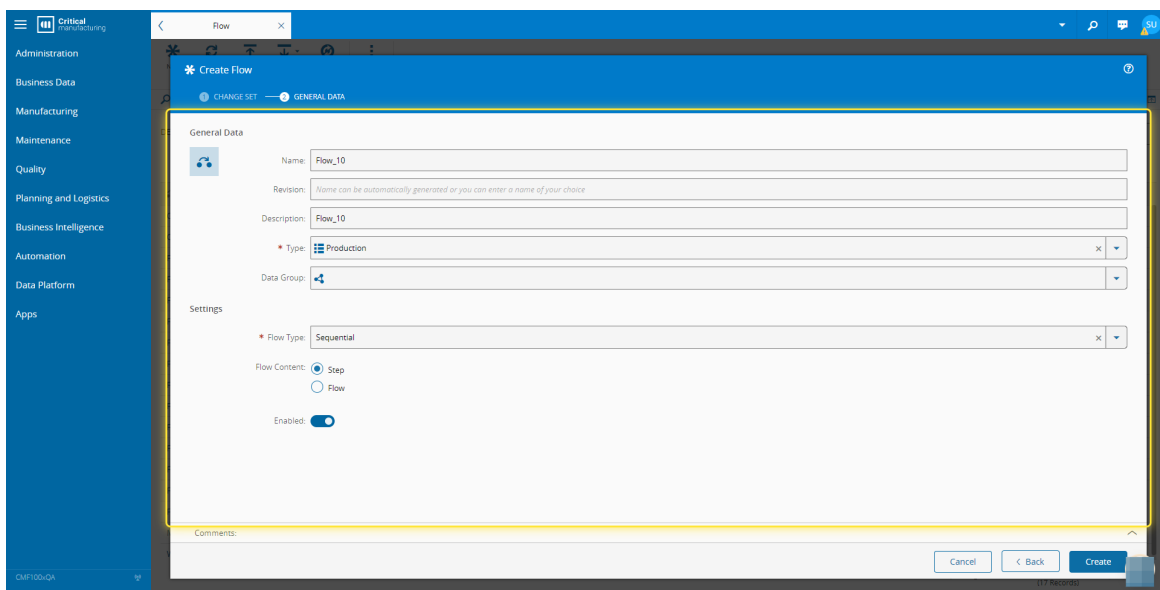 Critical
manufacturing
Flow
SU
Administration
Business Data
Manufacturing
Maintenance
Quality
Planning and Logistics
Business Intelligence
Automation
Data Platform
Apps
CMF100xQA
Create Flow
1 CHANGE SET
2 GENERAL DATA
General Data
Name: Flow_10
Revision: Name can be automatically generated or you can enter a name of your choice
Description: Flow_10
* Type: Production
Data Group:
Settings
* Flow Type: Sequential
Flow Content: Step
Flow
Enabled:
Comments:
Cancel
< Back
Create
(17 Records)